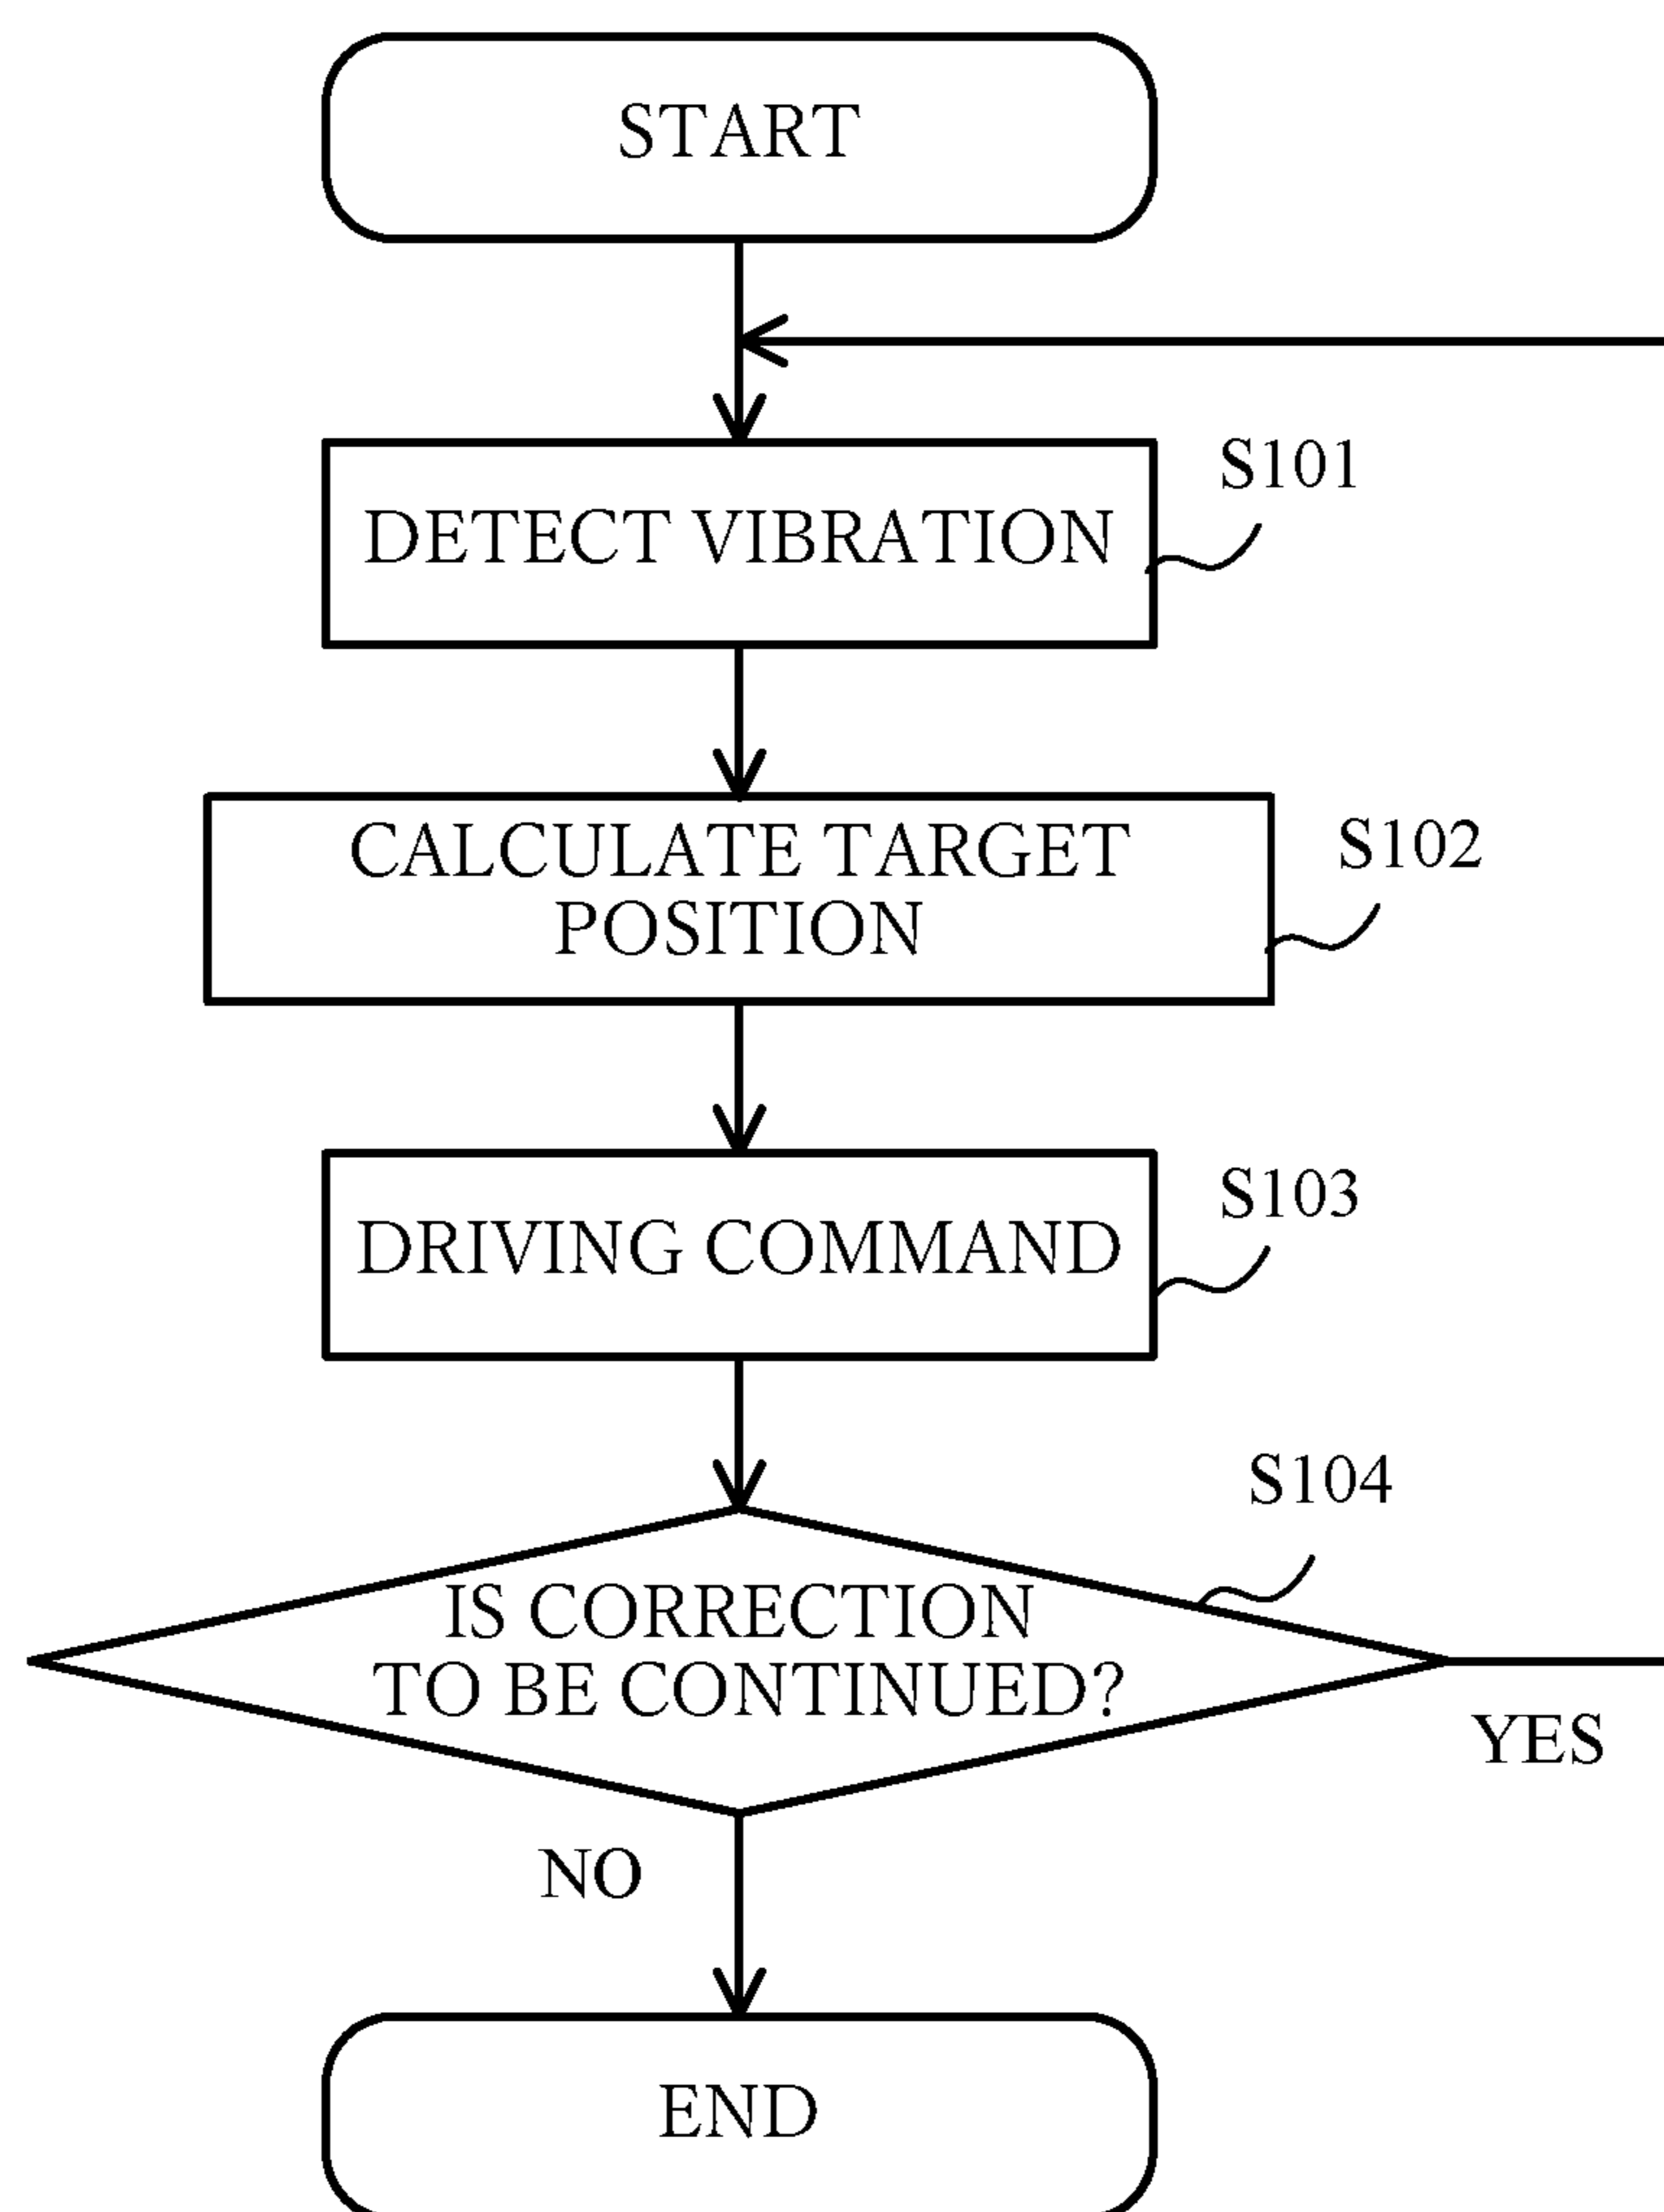 START
S101
DETECT VIBRATION
S102
CALCULATE TARGET
POSITION
S103
DRIVING COMMAND
S104
IS CORRECTION
TO BE CONTINUED?
YES
NO
END